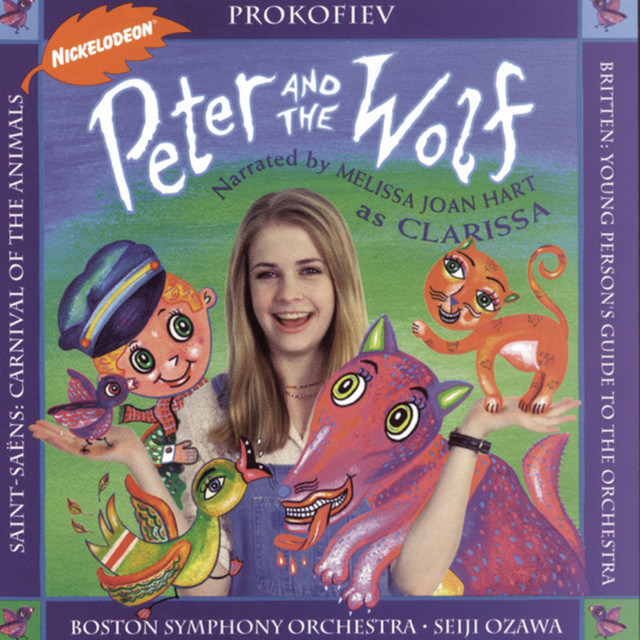 PROKOFIEV
NICKELODEON®
Peter AND THE Wolf
Narrated by MELISSA JOAN HART
as CLARISSA
SAINT-SAËNS: CARNIVAL OF THE ANIMALS
BRITTEN: YOUNG PERSON'S GUIDE TO THE ORCHESTRA
BOSTON SYMPHONY ORCHESTRA · SEIJI OZAWA